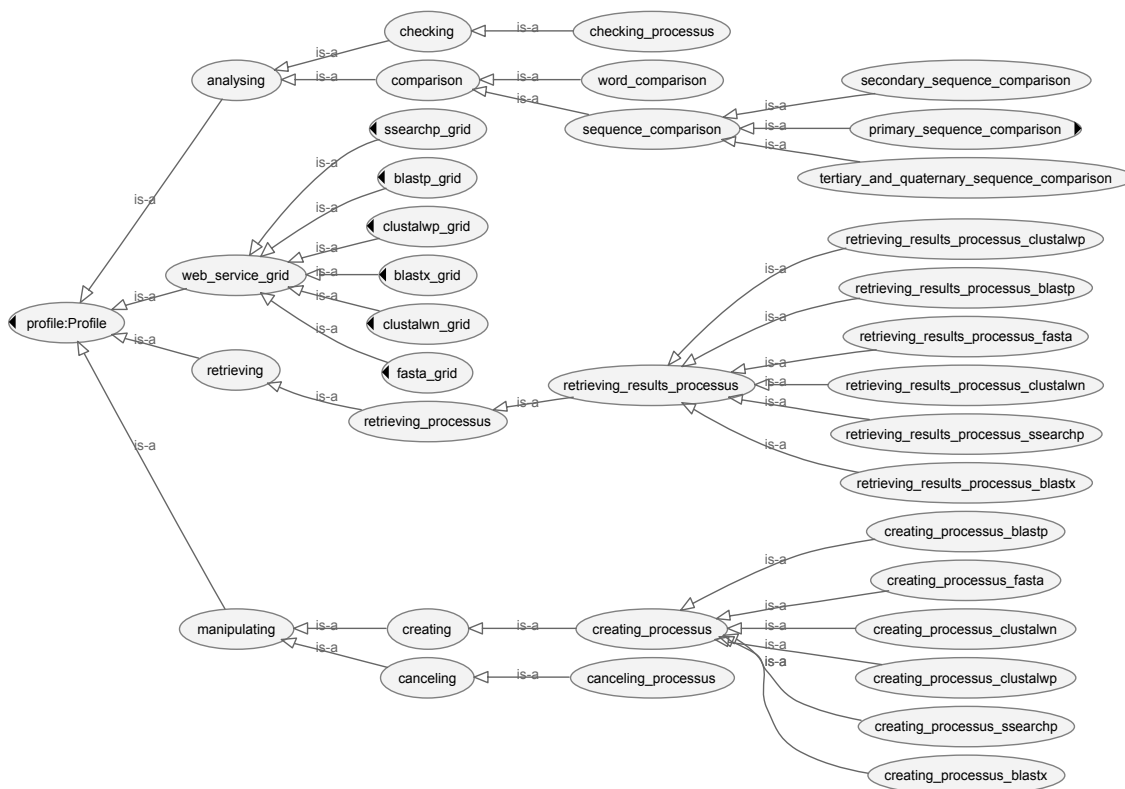 checking
is-a
checking_processus
is-a
analysing
is-a
comparison
is-a
word_comparison
is-a
sequence_comparison
is-a
secondary_sequence_comparison
is-a
primary_sequence_comparison
is-a
tertiary_and_quaternary_sequence_comparison
is-a
ssearchp_grid
is-a
blastp_grid
is-a
clustalwp_grid
is-a
web_service_grid
is-a
blastx_grid
is-a
clustalwn_grid
is-a
fasta_grid
is-a
profile:Profile
is-a
is-a
retrieving
is-a
retrieving_processus
is-a
retrieving_results_processus
is-a
retrieving_results_processus_clustalwp
is-a
retrieving_results_processus_blastp
is-a
retrieving_results_processus_fasta
is-a
retrieving_results_processus_clustalwn
is-a
retrieving_results_processus_ssearchp
is-a
retrieving_results_processus_blastx
is-a
manipulating
is-a
creating
is-a
creating_processus
is-a
canceling
is-a
canceling_processus
is-a
creating_processus_blastp
is-a
creating_processus_fasta
is-a
creating_processus_clustalwn
is-a
creating_processus_clustalwp
is-a
creating_processus_ssearchp
creating_processus_blastx